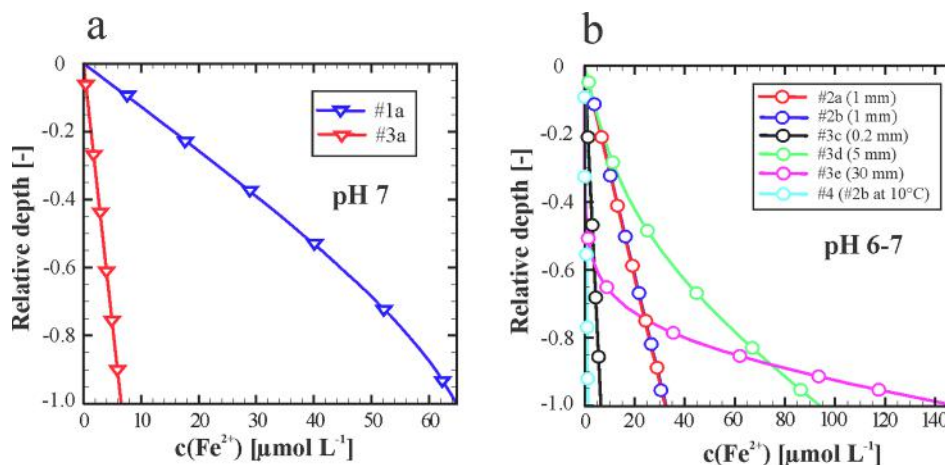 a
Relative depth [-]
0
-0.2
-0.4
-0.6
-0.8
-1.0
#1a
#3a
pH 7
0 10 20 30 40 50 60
c(Fe²⁺) [µmol L⁻¹]
b
Relative depth [-]
0
-0.2
-0.4
-0.6
-0.8
-1.0
#2a (1 mm)
#2b (1 mm)
#3c (0.2 mm)
#3d (5 mm)
#3e (30 mm)
#4 (#2b at 10°C)
pH 6-7
0 20 40 60 80 100 120 140
c(Fe²⁺) [µmol L⁻¹]